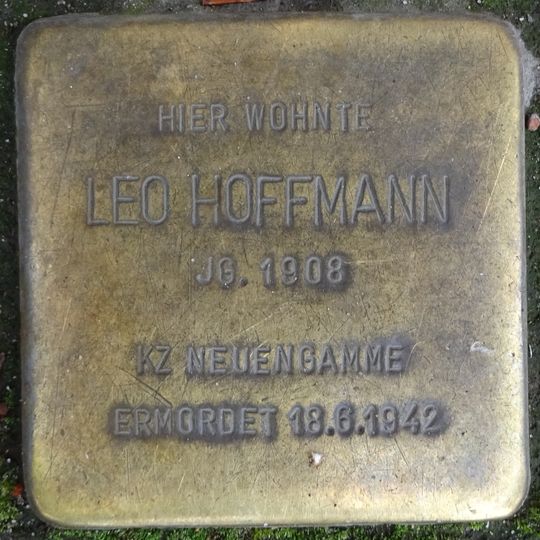 HIER WOHNTE
LEO HOFFMANN
JG. 1908
KZ NEUENGAMME
ERMORDET 18.6.1942